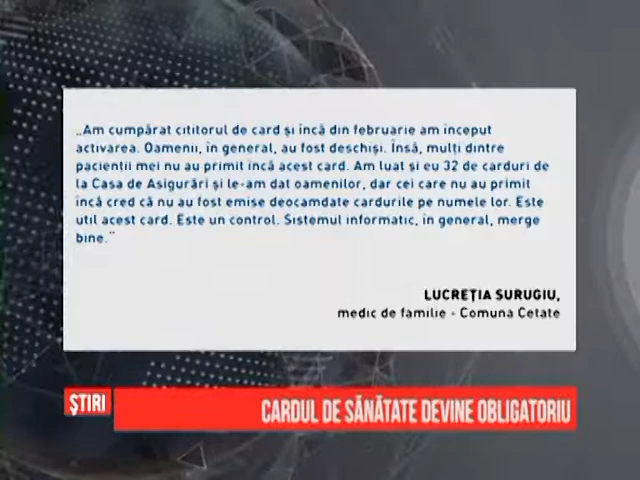 „Am cumpărat cititorul de card și încă din februarie am început
activarea. Oamenii, în general, au fost deschiși. Însă, mulți dintre
pacienții mei nu au primit încă acest card. Am luat și eu 32 de carduri de
la Casa de Asigurări și le-am dat oamenilor, dar cei care nu au primit
încă cred că nu au fost emise deocamdate cardurile pe numele lor. Este
util acest card. Este un control. Sistemul informatic, în general, merge
bine.”
LUCREȚIA SURUGIU,
medic de familie - Comuna Cetate
ȘTIRI
CARDUL DE SĂNĂTATE DEVINE OBLIGATORIU